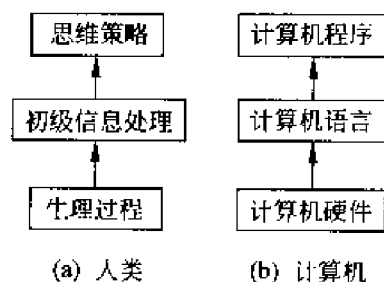 思维策略
计算机程序
初级信息处理
计算机语言
生理过程
计算机硬件
(a) 人类
(b) 计算机